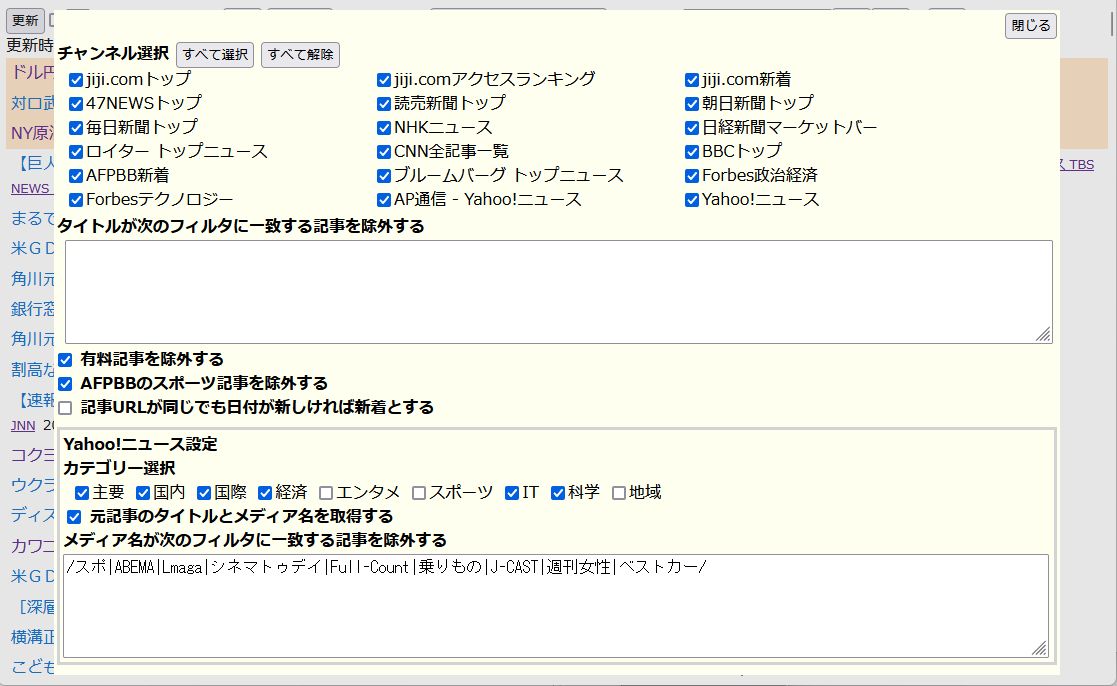 更新
閉じる
更新時
チャンネル選択 すべて選択 すべて解除
ドル円
jiji.comトップ jiji.comアクセスランキング jiji.com新着
対ロ武
47NEWSトップ 読売新聞トップ 朝日新聞トップ
NY原油
毎日新聞トップ NHKニュース 日経新聞マーケットバー
【巨人
ロイター トップニュース CNN全記事一覧 BBCトップ
ス TBS
NEWS
AFPBB新着 ブルームバーグ トップニュース Forbes政治経済
Forbesテクノロジー AP通信 - Yahoo!ニュース Yahoo!ニュース
まるで
タイトルが次のフィルタに一致する記事を除外する
米ＧＤ
角川元
銀行窓
角川元
有料記事を除外する
割高な
AFPBBのスポーツ記事を除外する
【速報
記事URLが同じでも日付が新しければ新着とする
JNN 20
コクヨ
Yahoo!ニュース設定
カテゴリー選択
ウクラ
主要 国内 国際 経済 エンタメ スポーツ IT 科学 地域
ディス
元記事のタイトルとメディア名を取得する
カワニ
メディア名が次のフィルタに一致する記事を除外する
/スポ|ABEMA|Lmaga|シネマトゥデイ|Full-Count|乗りもの|J-CAST|週刊女性|ベストカー/
米ＧＤ
［深層
横溝正
こども